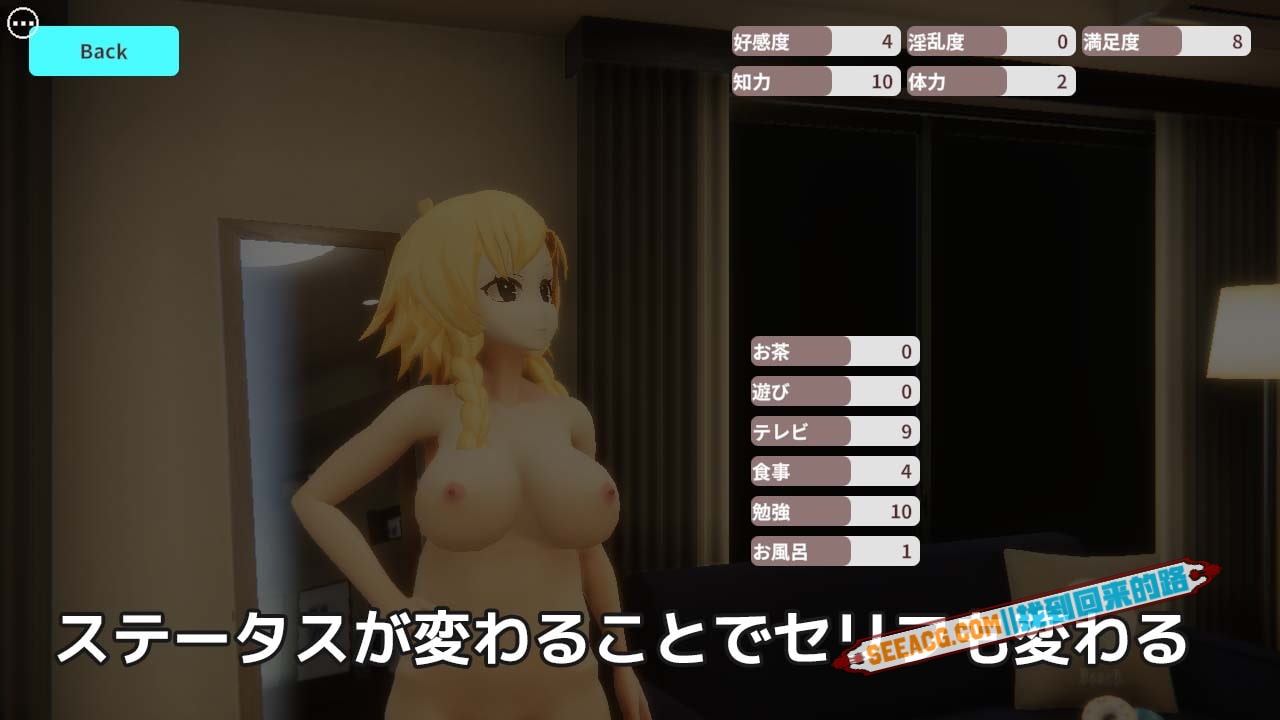 Back
好感度 4 淫乱度 0 満足度 8
知力 10 体力 2
お茶 0
遊び 0
テレビ 9
食事 4
勉強 10
お風呂 1
ステータスが変わることでセリフも変わる
SEEACG.COM||找到回来的路